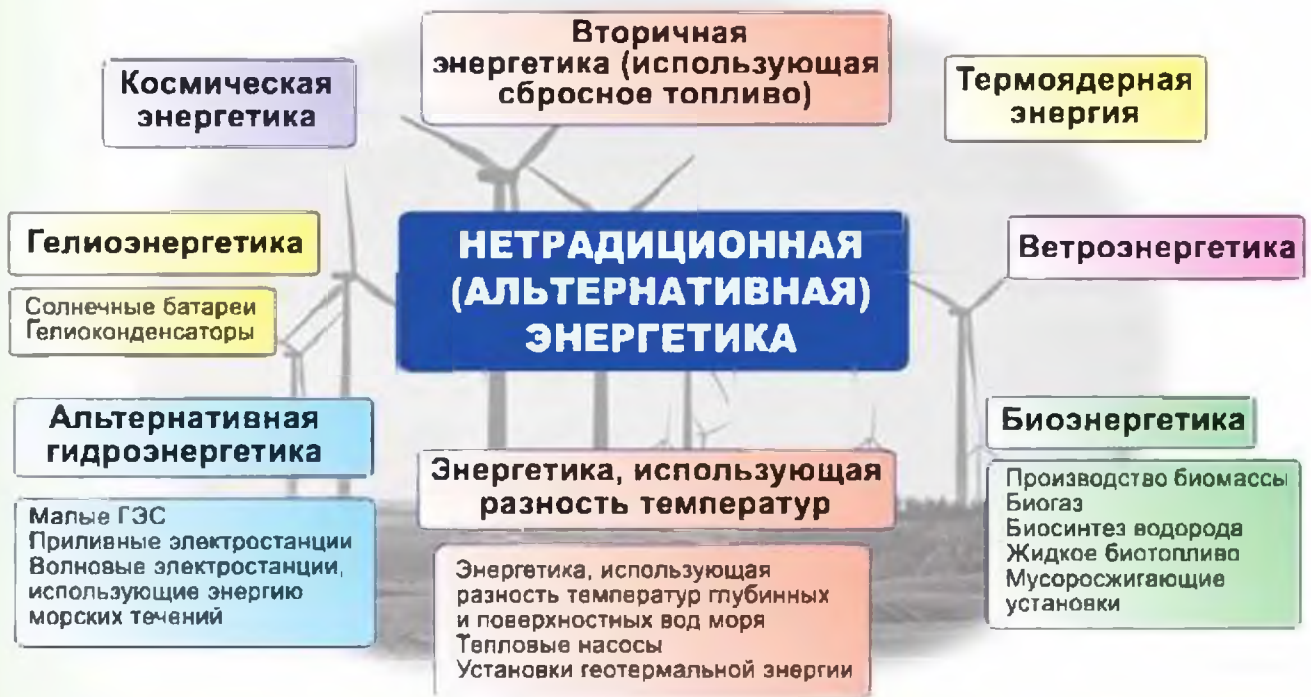 Вторичная
энергетика (использующая
сбросное топливо)
Космическая
энергетика
Термоядерная
энергия
Гелиоэнергетика
Солнечные батареи
Гелиоконденсаторы
НЕТРАДИЦИОННАЯ
(АЛЬТЕРНАТИВНАЯ)
ЭНЕРГЕТИКА
Ветроэнергетика
Альтернативная
гидроэнергетика
Малые ГЭС
Приливные электростанции
Волновые электростанции,
использующие энергию
морских течений
Энергетика, использующая
разность температур
Энергетика, использующая
разность температур глубинных
и поверхностных вод моря
Тепловые насосы
Установки геотермальной энергии
Биоэнергетика
Производство биомассы
Биогаз
Биосинтез водорода
Жидкое биотопливо
Мусоросжигающие
установки